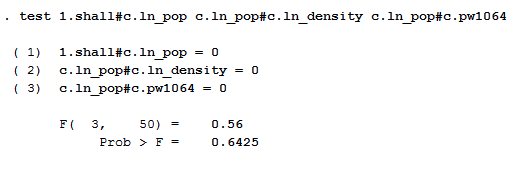 . test 1.shall#c.ln_pop c.ln_pop#c.ln_density c.ln_pop#c.pw1064
( 1) 1.shall#c.ln_pop = 0
( 2) c.ln_pop#c.ln_density = 0
( 3) c.ln_pop#c.pw1064 = 0
F( 3, 50) = 0.56
Prob > F = 0.6425